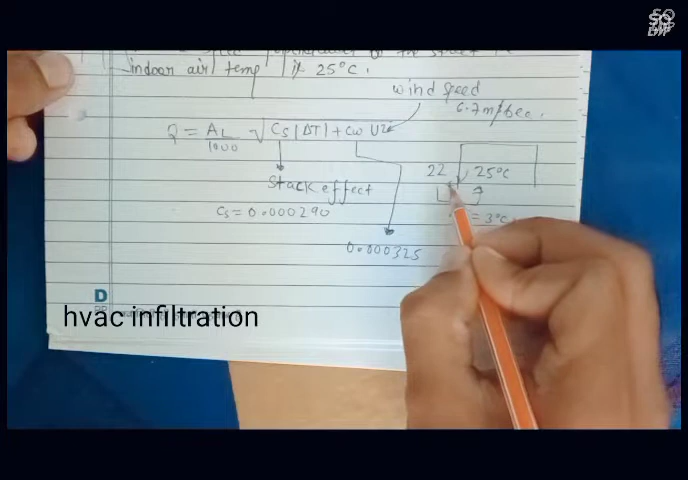 indoor air temp is 25°C.
wind speed
6.7 m/sec.
Q = AL/1000 √Cs|ΔT| + Cw U²
22 25°C
Stack effect
= 3°C
Cs = 0.000290
0.000325
D
hvac infiltration